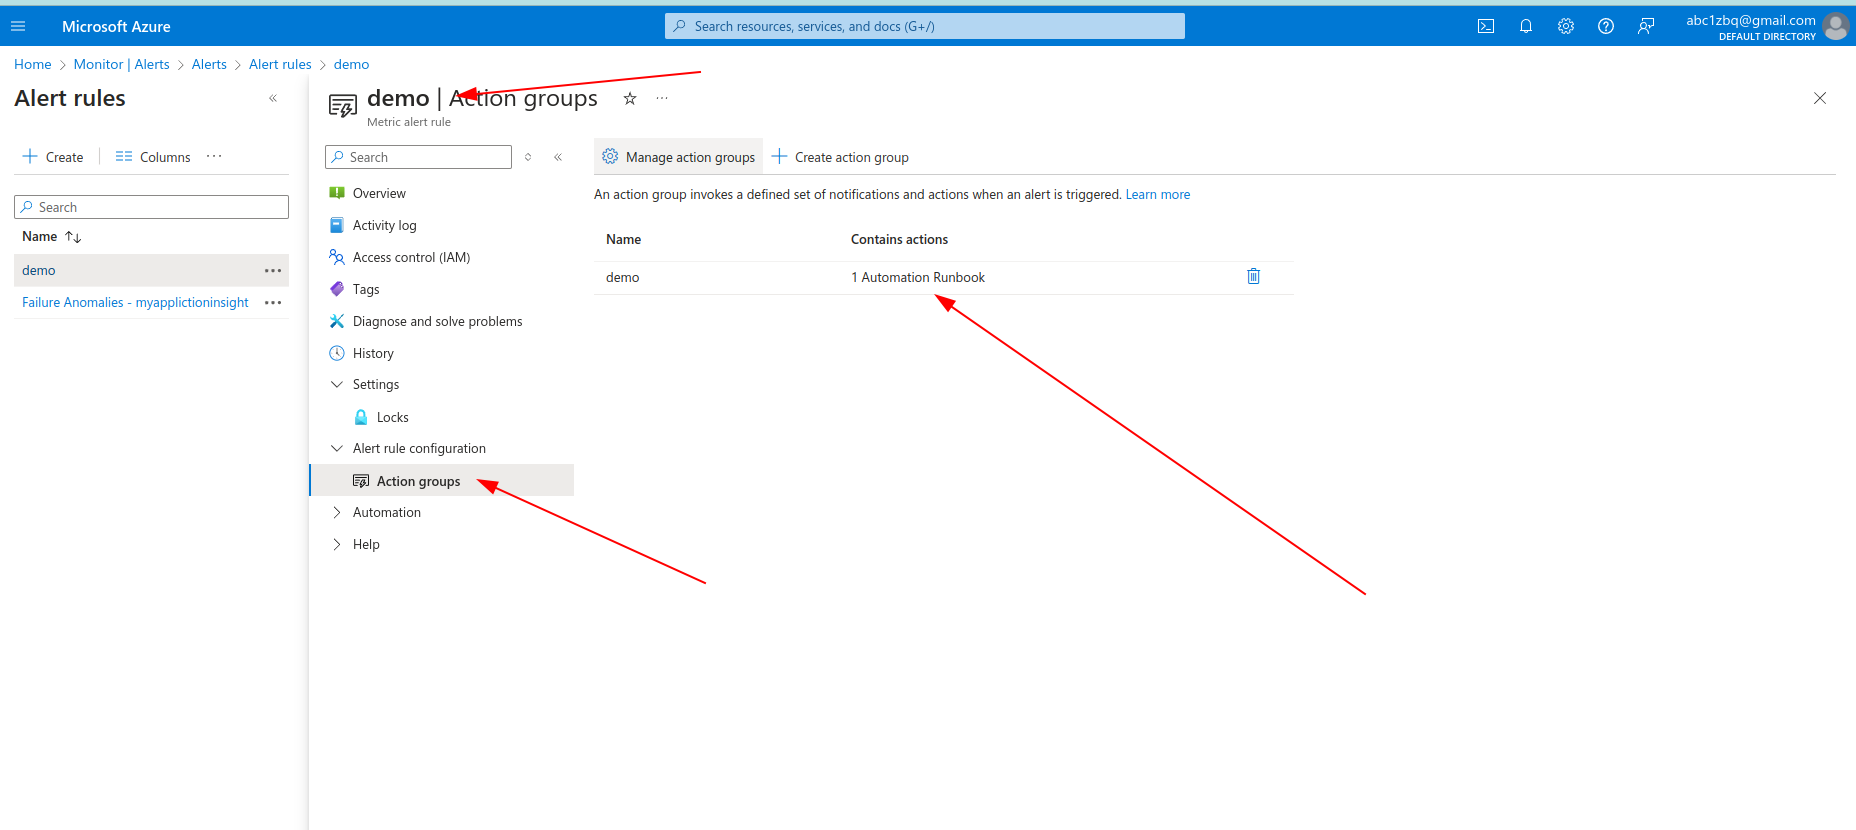 Microsoft Azure
Search resources, services, and docs (G+/)
abc1zbq@gmail.com
DEFAULT DIRECTORY
Home > Monitor | Alerts > Alerts > Alert rules > demo
Alert rules
Create
Columns
Search
Name
demo
Failure Anomalies - myapplictioninsight
demo | Action groups
Metric alert rule
Search
Overview
Activity log
Access control (IAM)
Tags
Diagnose and solve problems
History
Settings
Locks
Alert rule configuration
Action groups
Automation
Help
Manage action groups
Create action group
An action group invokes a defined set of notifications and actions when an alert is triggered. Learn more
Name Contains actions
demo 1 Automation Runbook